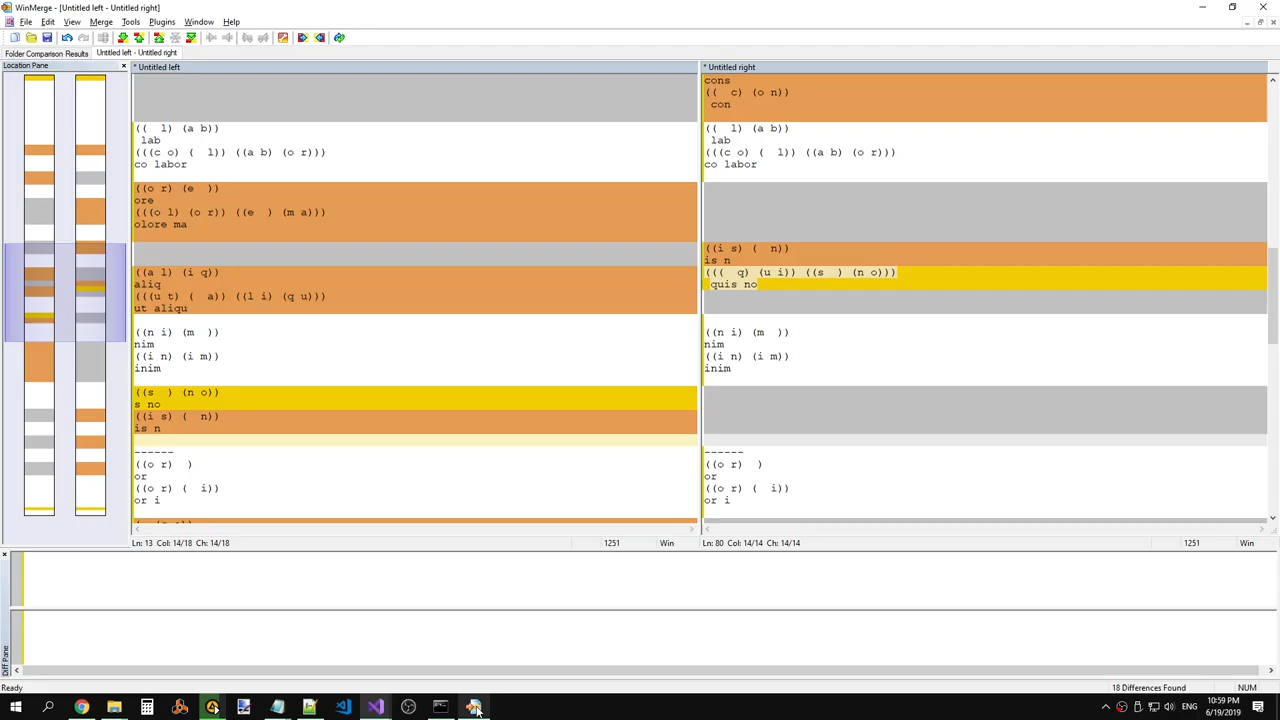 WinMerge - [Untitled left - Untitled right]
File Edit View Merge Tools Plugins Window Help
Folder Comparison Results Untitled left - Untitled right
Location Pane
* Untitled left
((  l) (a b))
 lab
(((c o) (  l)) ((a b) (o r)))
co labor
((o r) (e  ))
ore
(((o l) (o r)) ((e  ) (m a)))
olore ma
((a l) (i q))
aliq
(((u t) (  a)) ((l i) (q u)))
ut aliqu
((n i) (m  ))
nim
((i n) (i m))
inim
((s  ) (n o))
s no
((i s) (  n))
is n
------
((o r)  )
or
((o r) (  i))
or i
Ln: 13 Col: 14/18 Ch: 14/18 1251 Win
* Untitled right
cons
((  c) (o n))
 con
((  l) (a b))
 lab
(((c o) (  l)) ((a b) (o r)))
co labor
((i s) (  n))
is n
(((  q) (u i)) ((s  ) (n o)))
 quis no
((n i) (m  ))
nim
((i n) (i m))
inim
------
((o r)  )
or
((o r) (  i))
or i
Ln: 80 Col: 14/14 Ch: 14/14 1251 Win
Diff Pane
Ready 18 Differences Found NUM
ENG 10:59 PM
6/19/2019